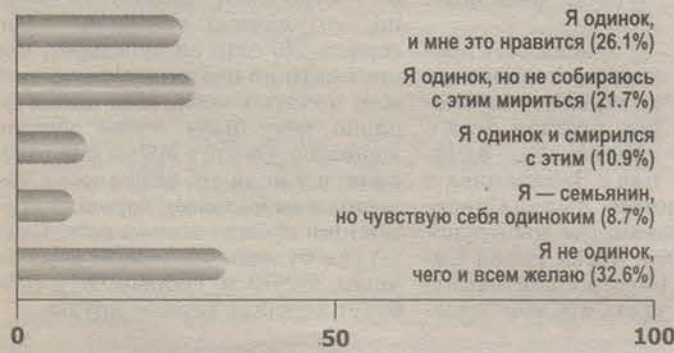 Я одинок,
и мне это нравится (26.1%)
Я одинок, но не собираюсь
с этим мириться (21.7%)
Я одинок и смирился
с этим (10.9%)
Я — семьянин,
но чувствую себя одиноким (8.7%)
Я не одинок,
чего и всем желаю (32.6%)
0 50 100